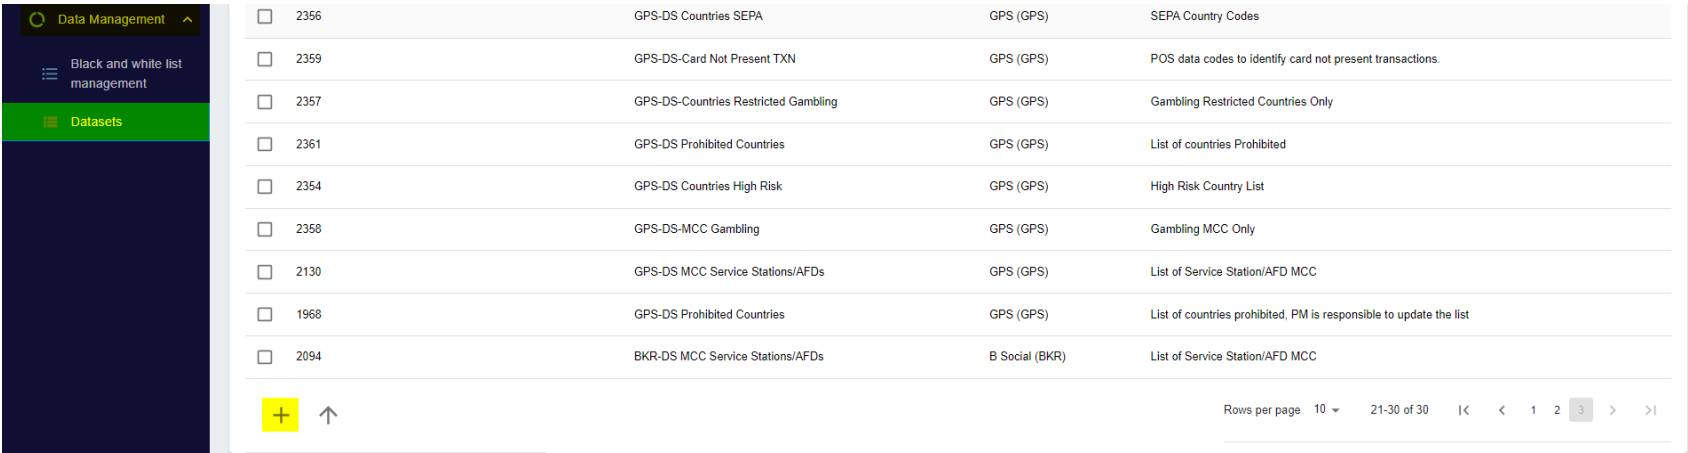 Data Management
Black and white list
management
Datasets
2356 GPS-DS Countries SEPA GPS (GPS) SEPA Country Codes
2359 GPS-DS-Card Not Present TXN GPS (GPS) POS data codes to identify card not present transactions.
2357 GPS-DS-Countries Restricted Gambling GPS (GPS) Gambling Restricted Countries Only
2361 GPS-DS Prohibited Countries GPS (GPS) List of countries Prohibited
2354 GPS-DS Countries High Risk GPS (GPS) High Risk Country List
2358 GPS-DS-MCC Gambling GPS (GPS) Gambling MCC Only
2130 GPS-DS MCC Service Stations/AFDs GPS (GPS) List of Service Station/AFD MCC
1968 GPS-DS Prohibited Countries GPS (GPS) List of countries prohibited, PM is responsible to update the list
2094 BKR-DS MCC Service Stations/AFDs B Social (BKR) List of Service Station/AFD MCC
Rows per page 10 21-30 of 30 1 2 3